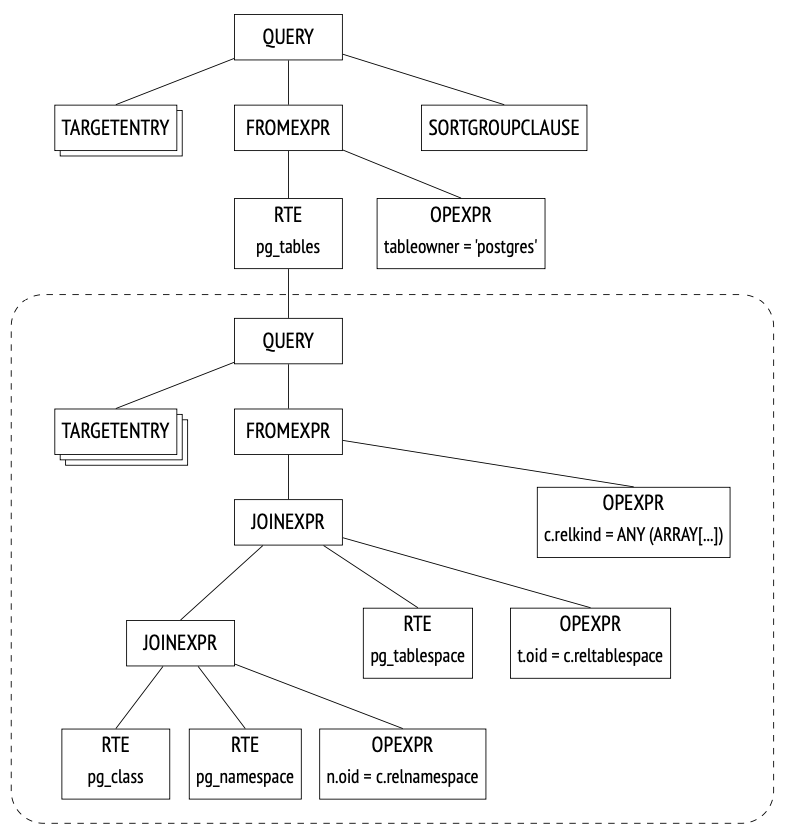 QUERY
TARGETENTRY
FROMEXPR
SORTGROUPCLAUSE
RTE
pg_tables
OPEXPR
tableowner = 'postgres'
QUERY
TARGETENTRY
FROMEXPR
JOINEXPR
OPEXPR
c.relkind = ANY (ARRAY[...])
JOINEXPR
RTE
pg_tablespace
OPEXPR
t.oid = c.reltablespace
RTE
pg_class
RTE
pg_namespace
OPEXPR
n.oid = c.relnamespace